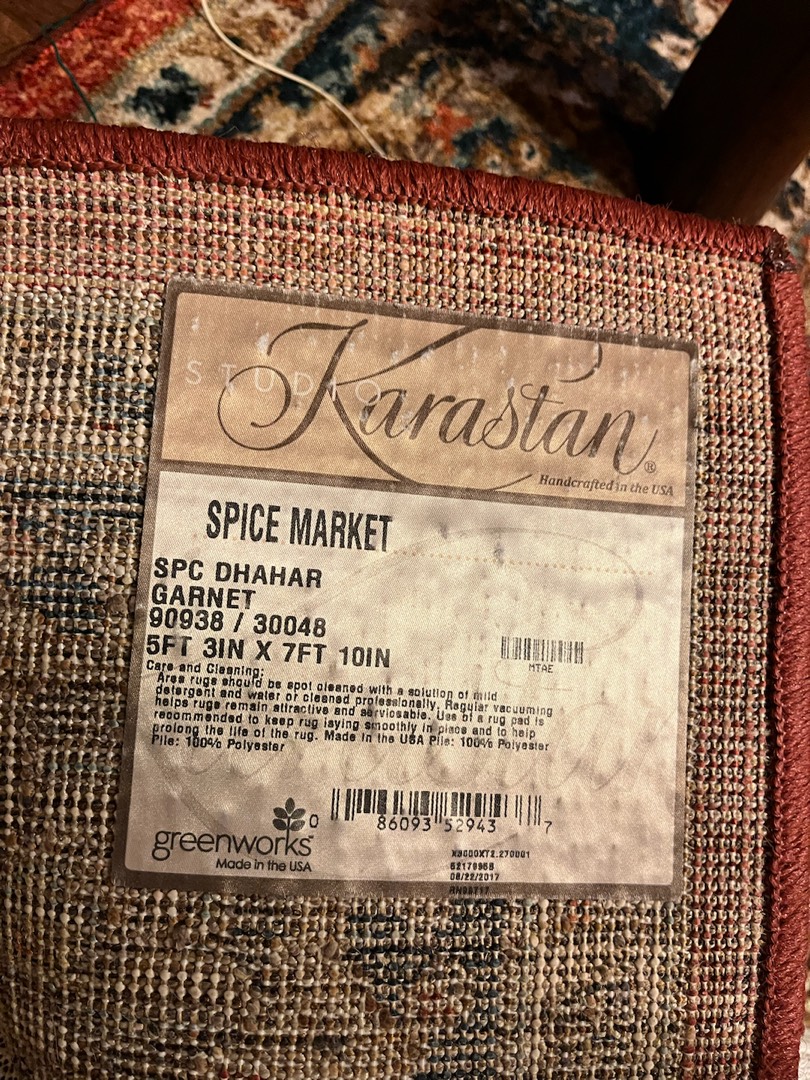 STUDIO
Karastan®
Handcrafted in the USA
SPICE MARKET
SPC DHAHAR
GARNET
90938 / 30048
5FT 3IN X 7FT 10IN
MTAE
Care and Cleaning:
Area rugs should be spot cleaned with a solution of mild
detergent and water or cleaned professionally. Regular vacuuming
helps rugs remain attractive and serviceable. Use of a rug pad is
recommended to keep rug laying smoothly in place and to help
prolong the life of the rug. Made in the USA Pile: 100% Polyester
Pile: 100% Polyester
0 86093 52943 7
greenworks™
Made in the USA
08/22/2017